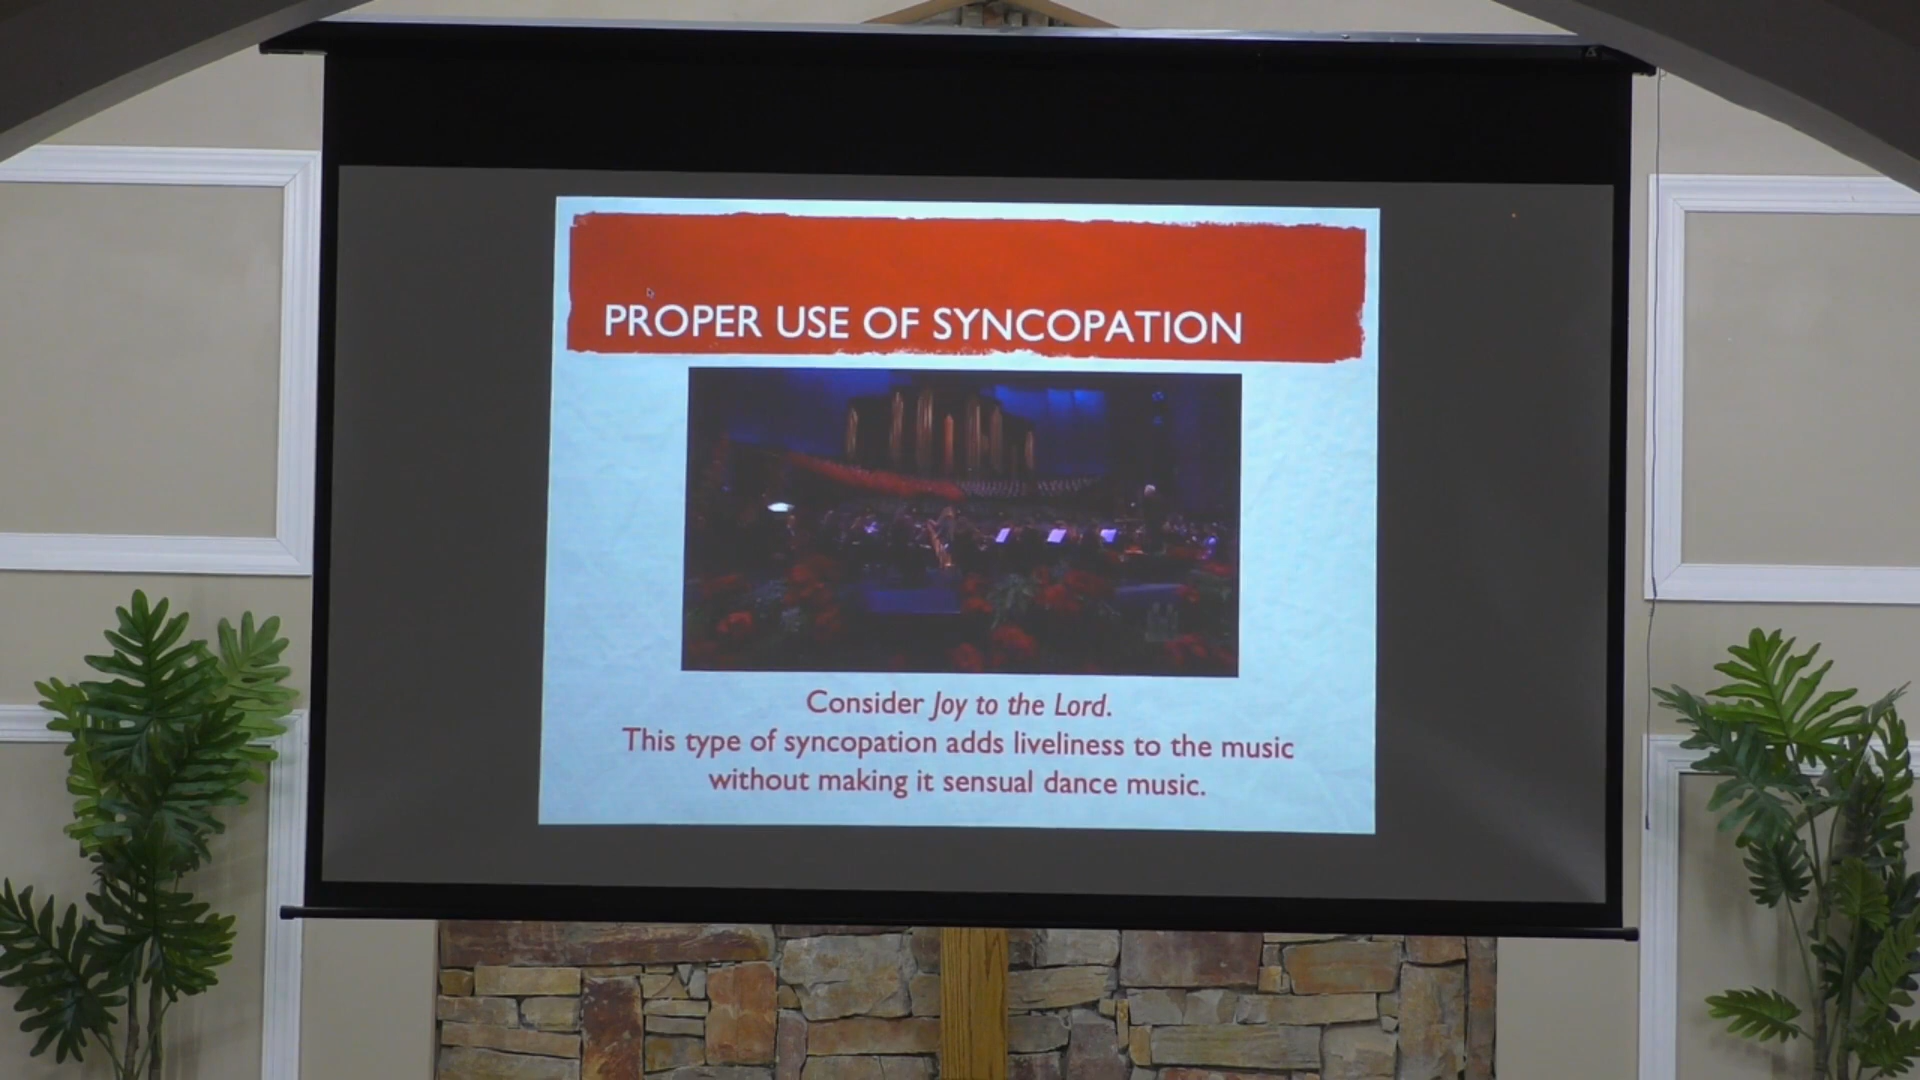 PROPER USE OF SYNCOPATION
Consider Joy to the Lord.
This type of syncopation adds liveliness to the music
without making it sensual dance music.